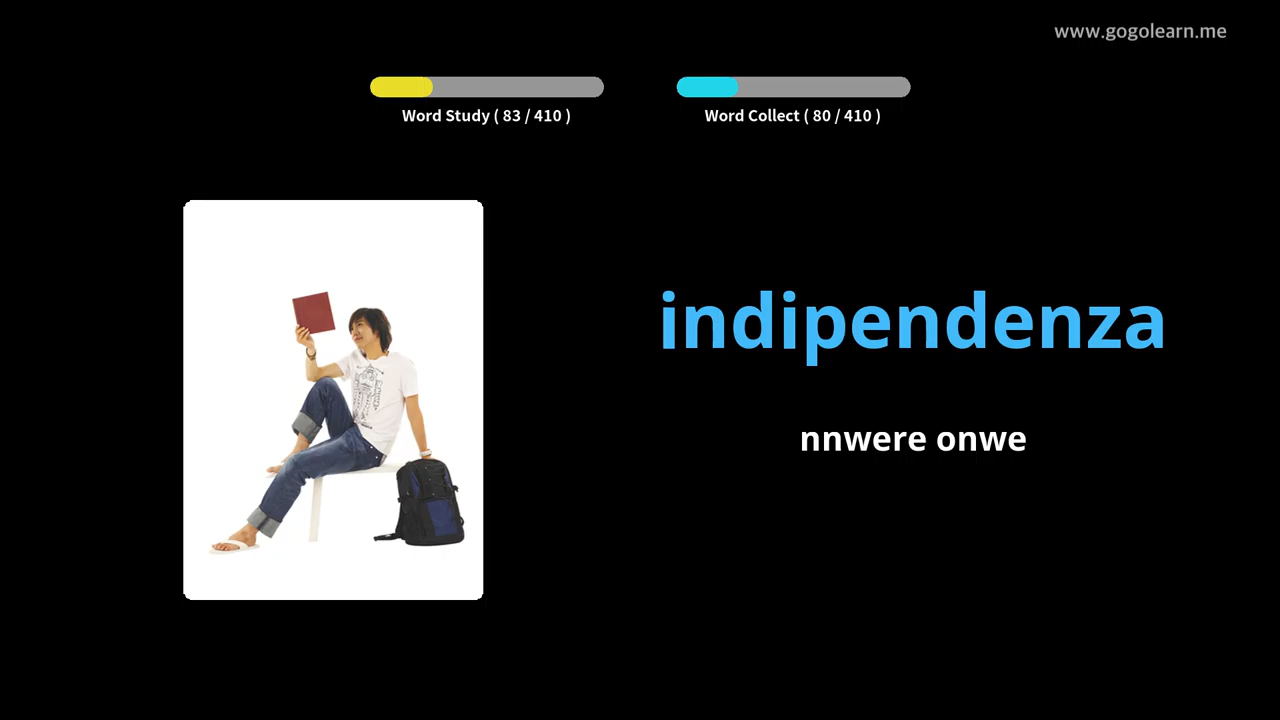 www.gogolearn.me
Word Study ( 83 / 410 )
Word Collect ( 80 / 410 )
indipendenza
nnwere onwe